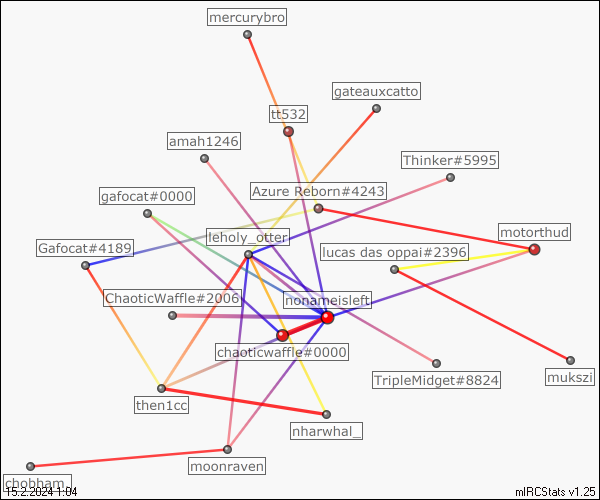 mercurybro
gateauxcatto
tt532
amah1246
Thinker#5995
Azure Reborn#4243
gafocat#0000
motorthud
leholy_otter
Gafocat#4189
lucas das oppai#2396
ChaoticWaffle#2006
nonameisleft
chaoticwaffle#0000
TripleMidget#8824
mukszi
then1cc
nharwhal_
moonraven
chobham_
15.2.2024 1:04
mIRCStats v1.25